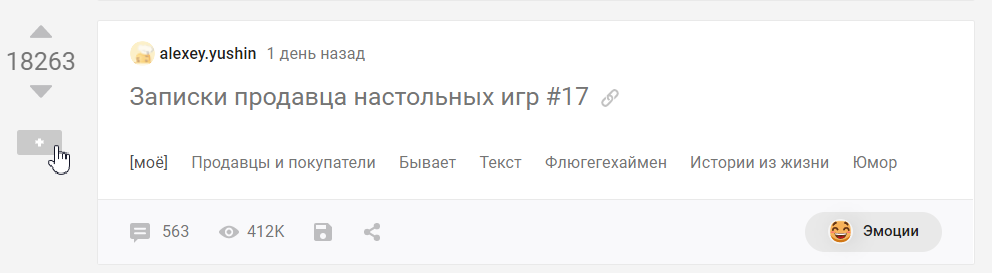 18263
alexey.yushin 1 день назад
Записки продавца настольных игр #17
[моё] Продавцы и покупатели Бывает Текст Флюгегехаймен Истории из жизни Юмор
563 412K Эмоции